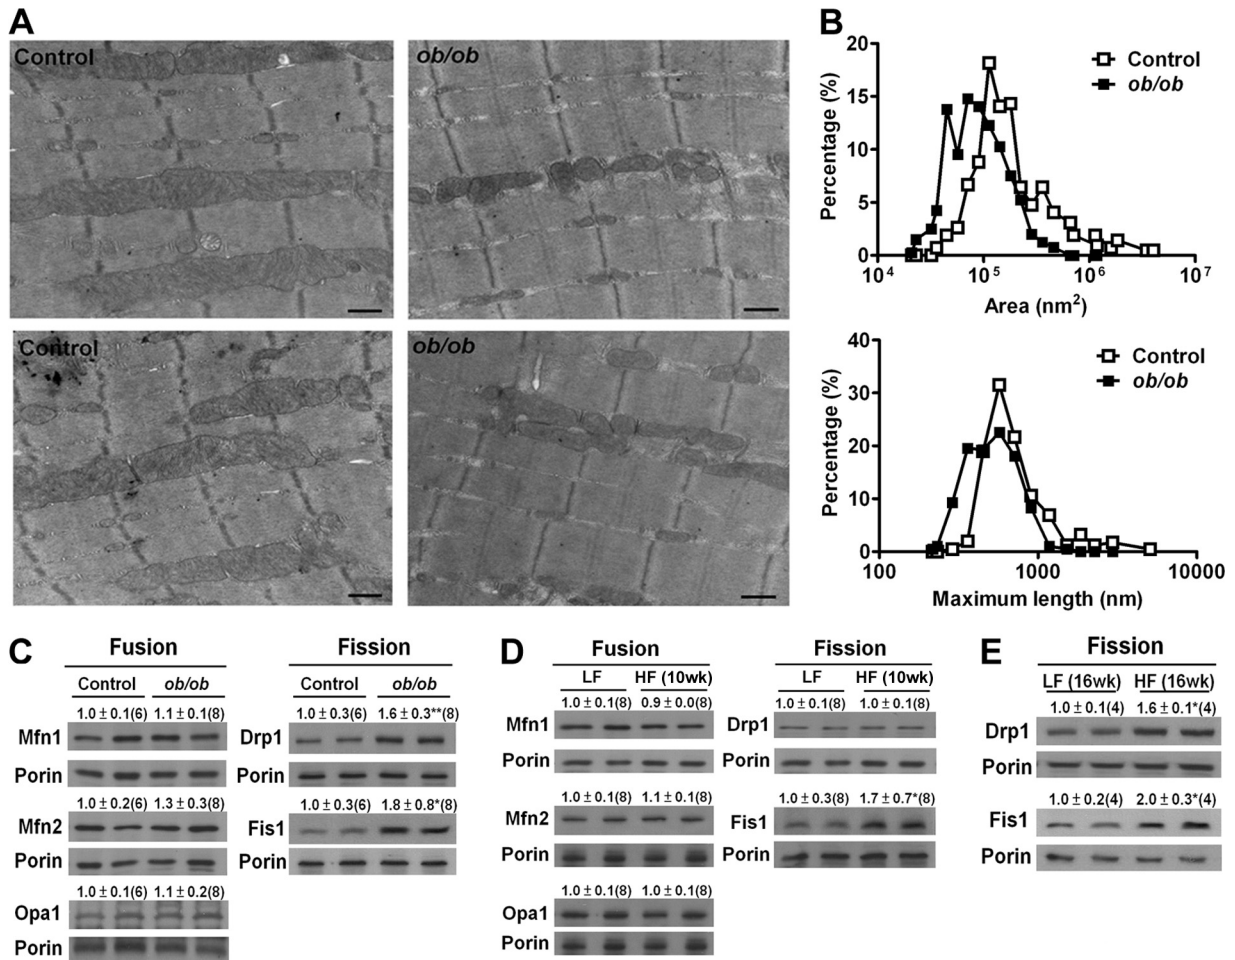 A
Control
ob/ob
Control
ob/ob
B
Percentage (%)
20
15
10
5
0
10^4 10^5 10^6 10^7
Area (nm²)
Control
ob/ob
Percentage (%)
40
30
20
10
0
100 1000 10000
Maximum length (nm)
Control
ob/ob
C
Fusion
Control ob/ob
1.0 ± 0.1(6) 1.1 ± 0.1(8)
Mfn1
Porin
1.0 ± 0.2(6) 1.3 ± 0.3(8)
Mfn2
Porin
1.0 ± 0.1(6) 1.1 ± 0.2(8)
Opa1
Porin
Fission
Control ob/ob
1.0 ± 0.3(6) 1.6 ± 0.3**(8)
Drp1
Porin
1.0 ± 0.3(6) 1.8 ± 0.8*(8)
Fis1
Porin
D
Fusion
LF HF (10wk)
1.0 ± 0.1(8) 0.9 ± 0.0(8)
Mfn1
Porin
1.0 ± 0.1(8) 1.1 ± 0.1(8)
Mfn2
Porin
1.0 ± 0.1(8) 1.0 ± 0.1(8)
Opa1
Porin
Fission
LF HF (10wk)
1.0 ± 0.1(8) 1.0 ± 0.1(8)
Drp1
Porin
1.0 ± 0.3(8) 1.7 ± 0.7*(8)
Fis1
Porin
E
Fission
LF (16wk) HF (16wk)
1.0 ± 0.1(4) 1.6 ± 0.1*(4)
Drp1
Porin
1.0 ± 0.2(4) 2.0 ± 0.3*(4)
Fis1
Porin